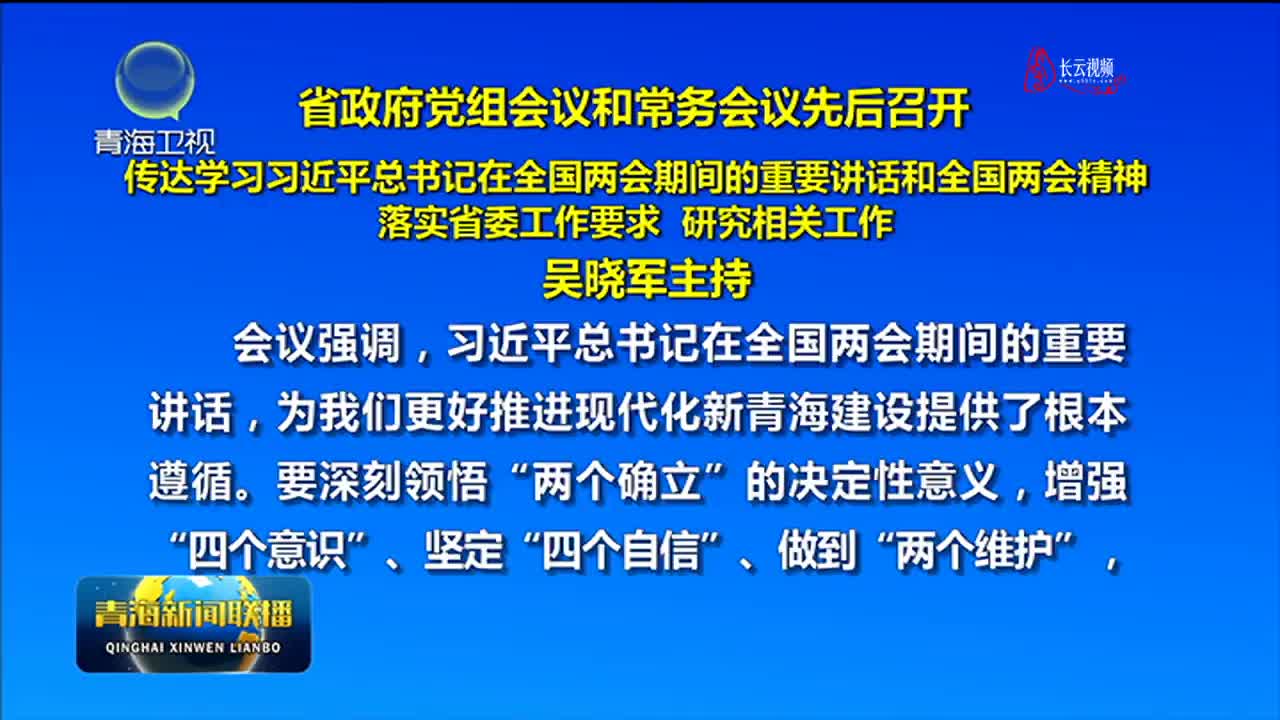 青海卫视
长云视频
省政府党组会议和常务会议先后召开
传达学习习近平总书记在全国两会期间的重要讲话和全国两会精神
落实省委工作要求 研究相关工作
吴晓军主持
会议强调，习近平总书记在全国两会期间的重要
讲话，为我们更好推进现代化新青海建设提供了根本
遵循。要深刻领悟“两个确立”的决定性意义，增强
“四个意识”、坚定“四个自信”、做到“两个维护”，
青海新闻联播
QINGHAI XINWEN LIANBO